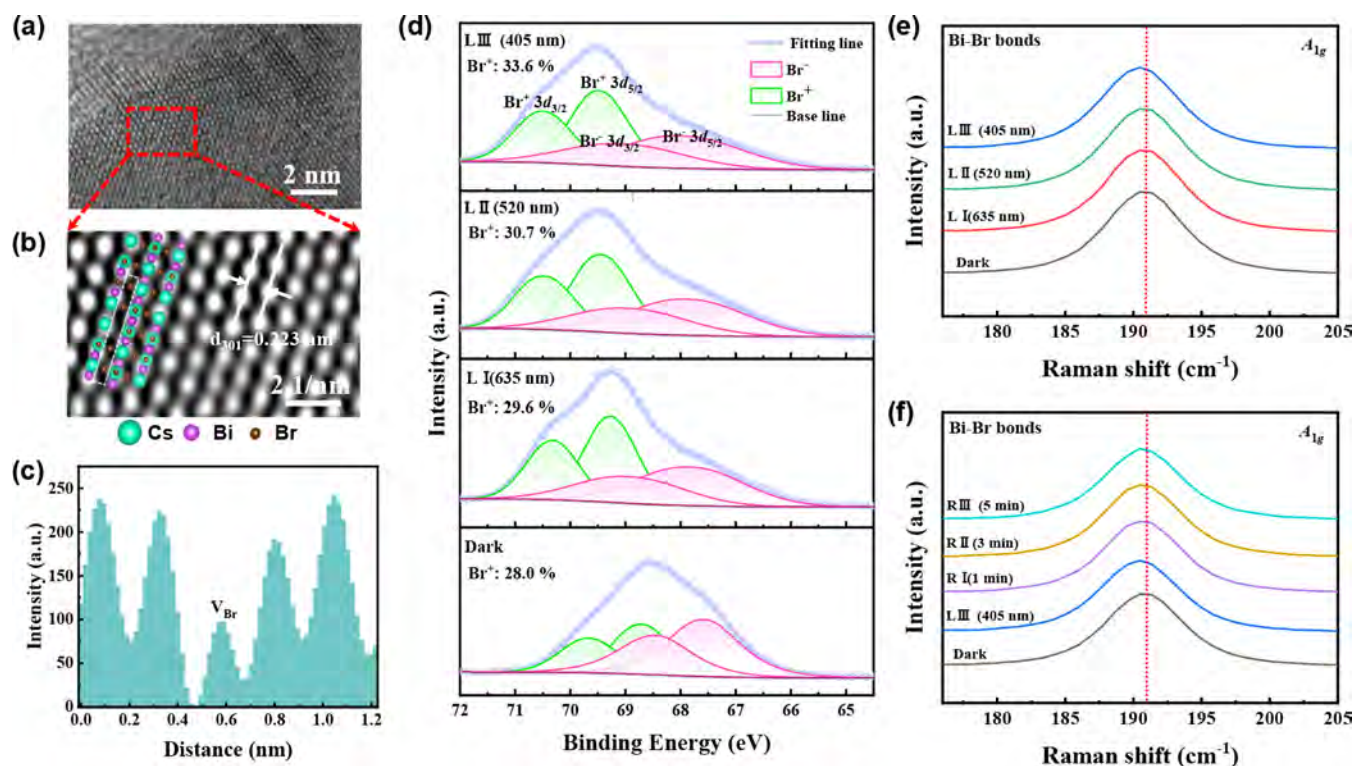 (a)
2 nm
(b)
d301=0.223 nm
2 1/nm
Cs Bi Br
(c)
Intensity (a.u.)
250
200
150
100
50
0
VBr
0.0 0.2 0.4 0.6 0.8 1.0 1.2
Distance (nm)
(d)
Intensity (a.u.)
LⅢ (405 nm)
Br+: 33.6 %
Br+ 3d3/2
Br+ 3d5/2
Br- 3d3/2
Br- 3d5/2
Fitting line
Br-
Br+
Base line
LⅡ (520 nm)
Br+: 30.7 %
L I(635 nm)
Br+: 29.6 %
Dark
Br+: 28.0 %
72 71 70 69 68 67 66 65
Binding Energy (eV)
(e)
Intensity (a.u.)
Bi-Br bonds
A1g
LⅢ (405 nm)
LⅡ (520 nm)
L I(635 nm)
Dark
180 185 190 195 200 205
Raman shift (cm-1)
(f)
Intensity (a.u.)
Bi-Br bonds
A1g
RⅢ (5 min)
RⅡ (3 min)
R I(1 min)
LⅢ (405 nm)
Dark
180 185 190 195 200 205
Raman shift (cm-1)